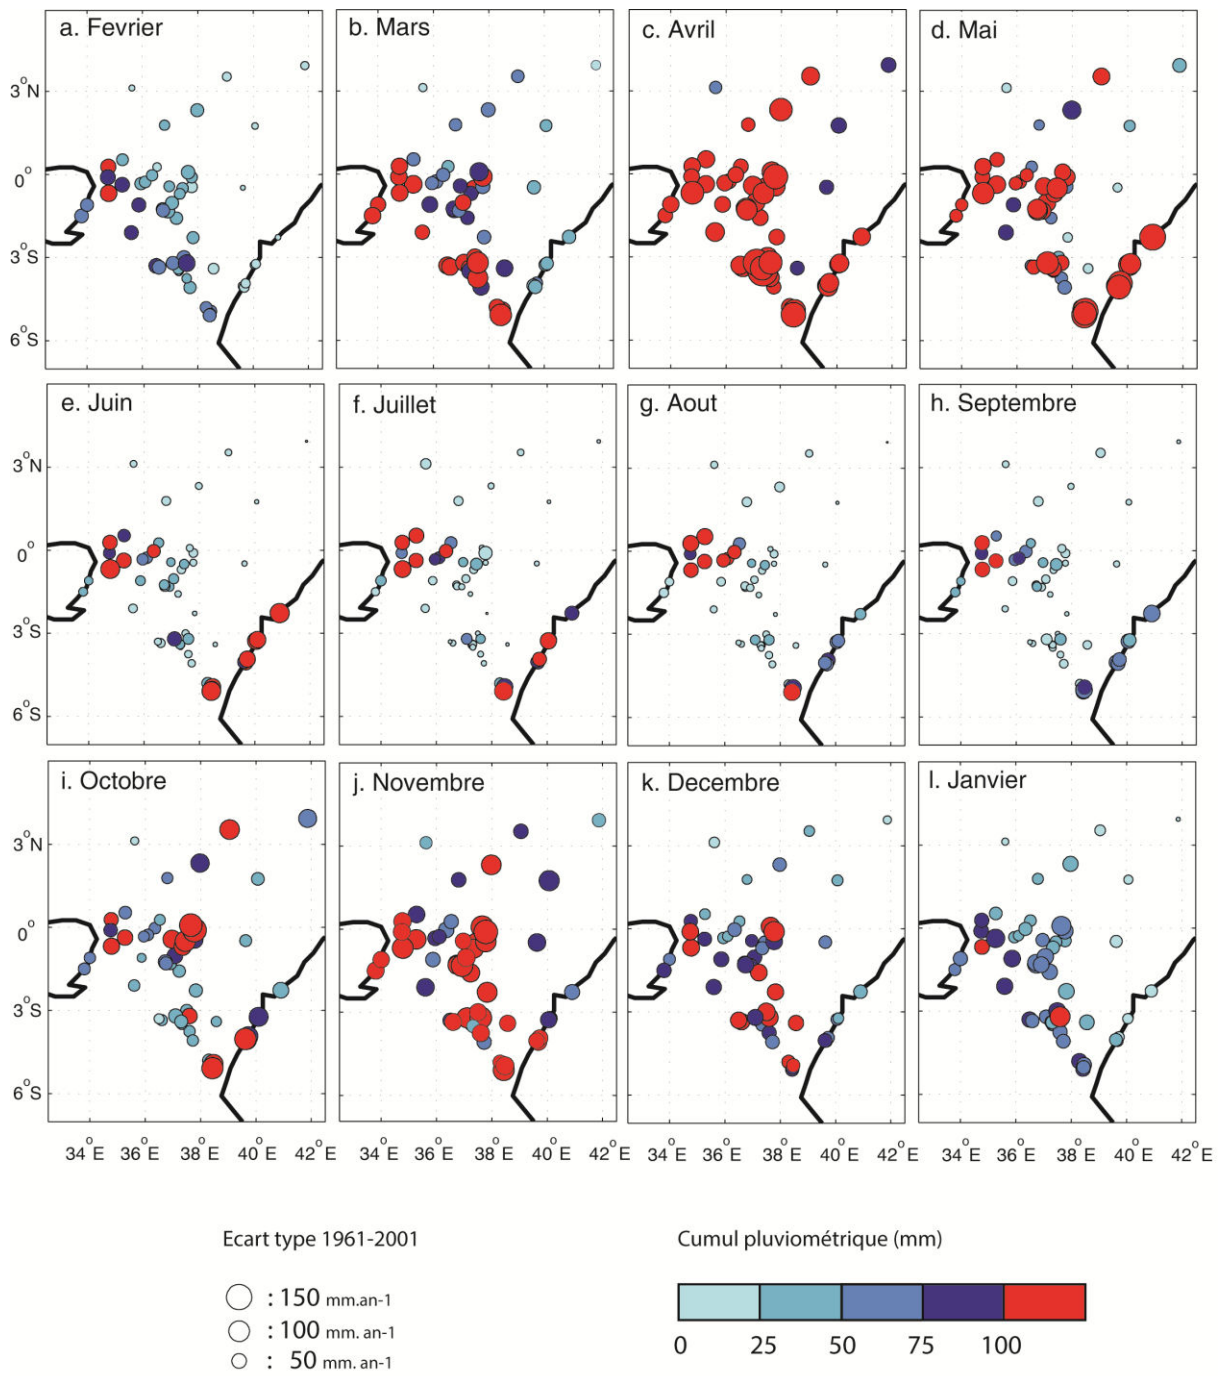 a. Fevrier
b. Mars
c. Avril
d. Mai
3°N
0°
3°S
6°S
e. Juin
f. Juillet
g. Aout
h. Septembre
3°N
0°
3°S
6°S
i. Octobre
j. Novembre
k. Decembre
l. Janvier
3°N
0°
3°S
6°S
34°E 36°E 38°E 40°E 42°E 36°E 38°E 40°E 42°E 34°E 36°E 38°E 40°E 42°E 34°E 36°E 38°E 40°E 42°E
Ecart type 1961-2001
: 150 mm.an-1
: 100 mm. an-1
: 50 mm. an-1
Cumul pluviométrique (mm)
0 25 50 75 100